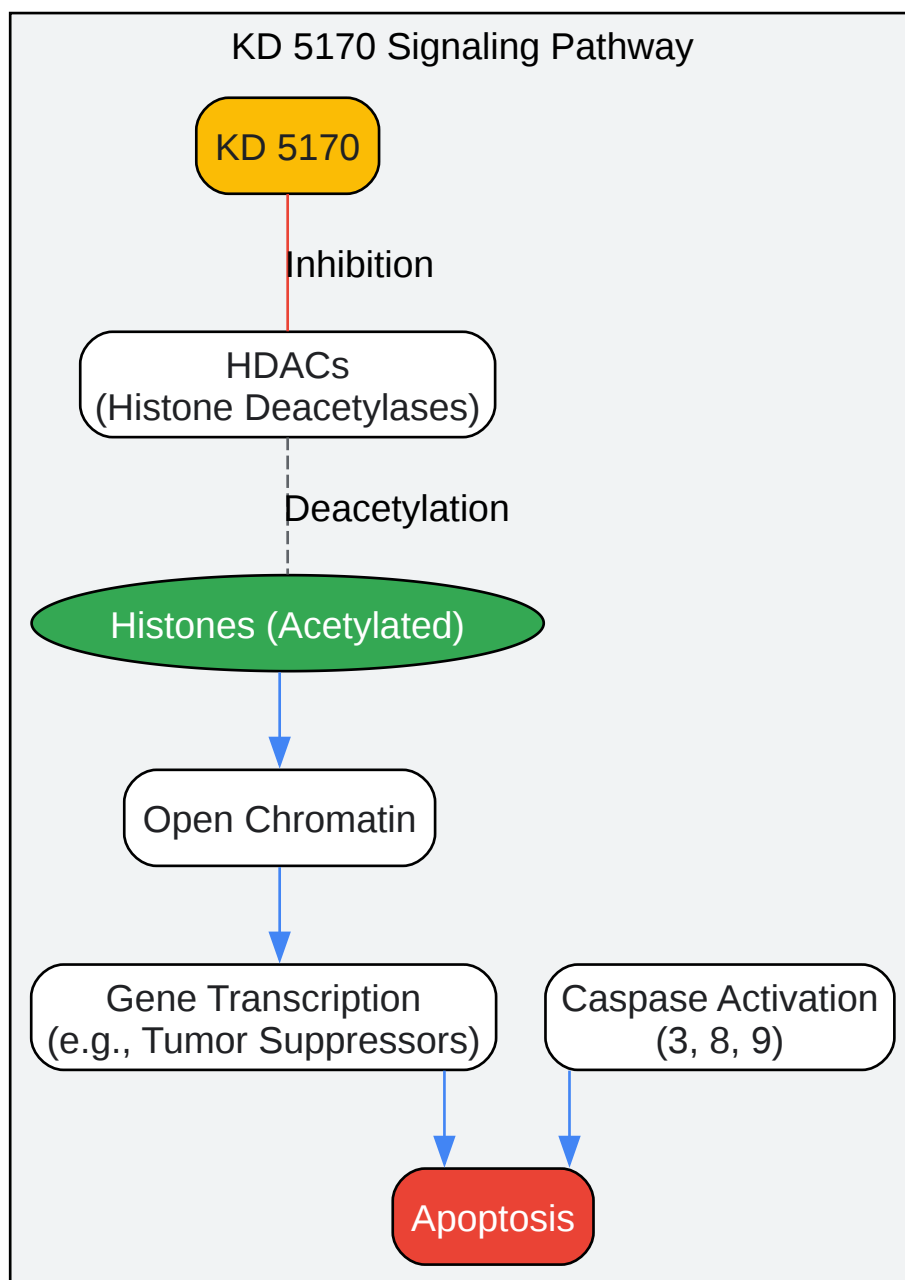 KD 5170 Signaling Pathway
KD 5170
Inhibition
HDACs
(Histone Deacetylases)
Deacetylation
Histones (Acetylated)
Open Chromatin
Gene Transcription
(e.g., Tumor Suppressors)
Caspase Activation
(3, 8, 9)
Apoptosis